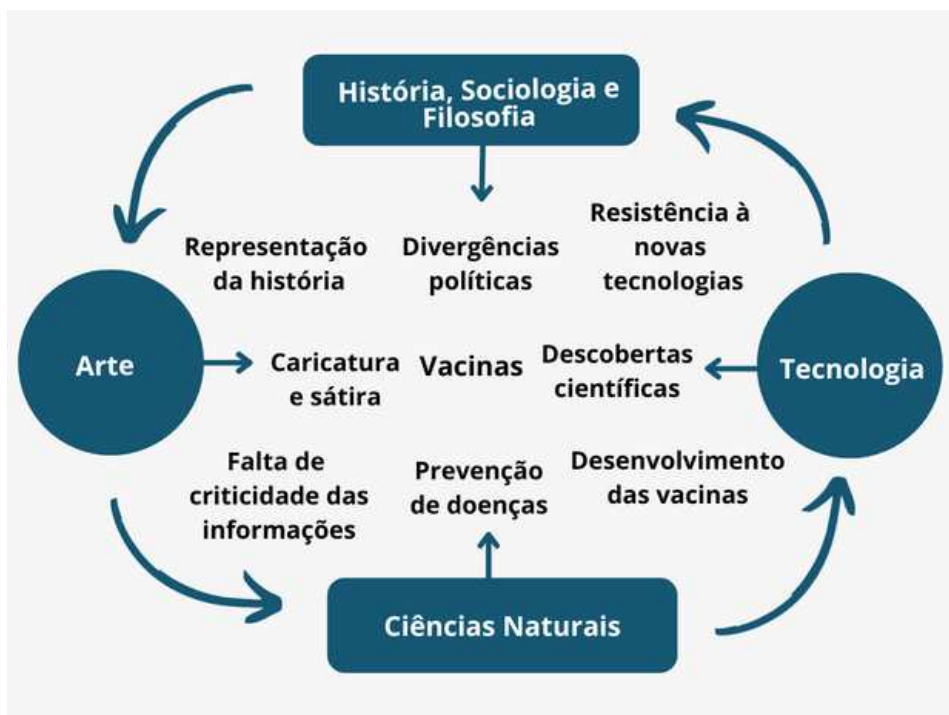 História, Sociologia e
Filosofia
Representação
da história
Divergências
políticas
Resistência à
novas
tecnologias
Arte
Caricatura
e sátira
Vacinas
Descobertas
científicas
Tecnologia
Falta de
criticidade das
informações
Prevenção
de doenças
Desenvolvimento
das vacinas
Ciências Naturais